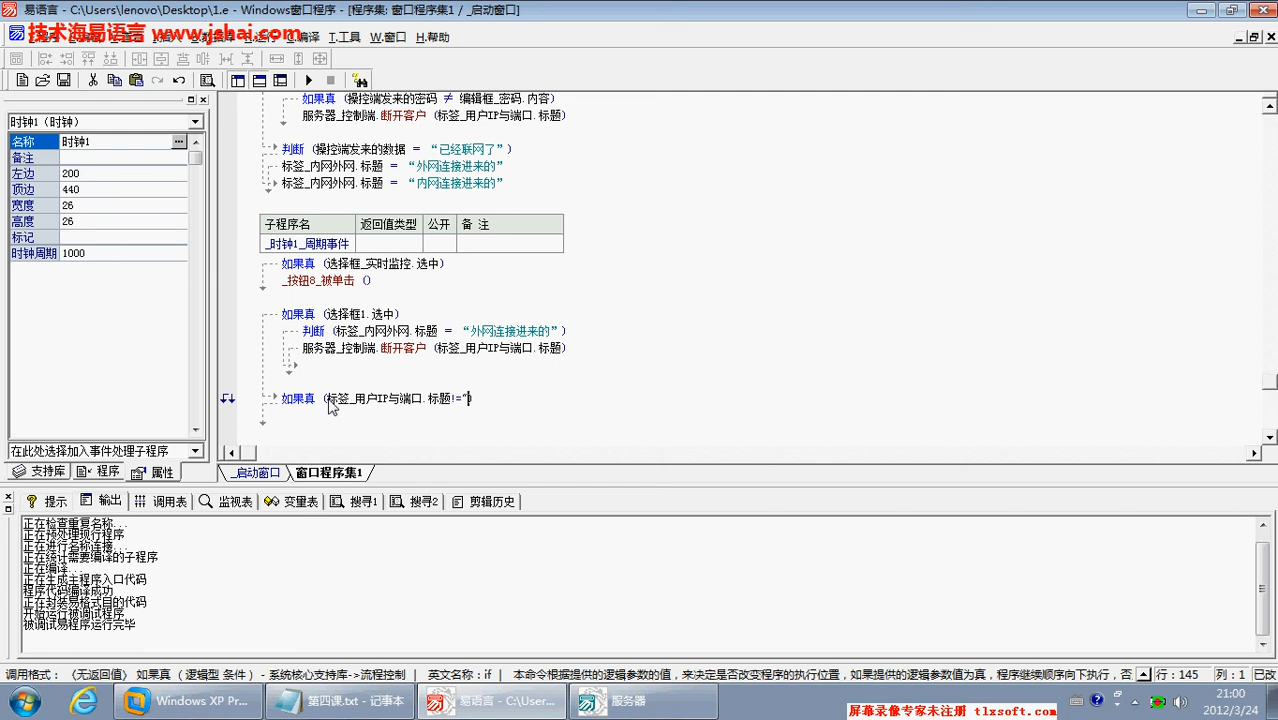 易语言 - C:\Users\lenovo\Desktop\1.e - Windows窗口程序 - [程序集: 窗口程序集1 / _启动窗口]
技术海易语言 www.jshai.com
C.编译 T.工具 W.窗口 H.帮助
时钟1 (时钟)
名称 时钟1
备注
左边 200
顶边 440
宽度 26
高度 26
标记
时钟周期 1000
在此处选择加入事件处理子程序
支持库 程序 属性
如果真 (操控端发来的密码 ≠ 编辑框_密码.内容)
服务器_控制端.断开客户 (标签_用户IP与端口.标题)
判断 (操控端发来的数据 = “已经联网了”)
标签_内网外网.标题 = “外网连接进来的”
标签_内网外网.标题 = “内网连接进来的”
子程序名 返回值类型 公开 备 注
_时钟1_周期事件
如果真 (选择框_实时监控.选中)
_按钮8_被单击 ()
如果真 (选择框1.选中)
判断 (标签_内网外网.标题 = “外网连接进来的”)
服务器_控制端.断开客户 (标签_用户IP与端口.标题)
如果真 (标签_用户IP与端口.标题!=“)
_启动窗口 窗口程序集1
提示 输出 调用表 监视表 变量表 搜寻1 搜寻2 剪辑历史
正在检查重复名称...
正在预处理现行程序
正在进行名称连接...
正在统计需要编译的子程序
正在编译...
正在生成主程序入口代码
程序代码编译成功
正在封装易格式目的代码
开始运行被调试程序
被调试易程序运行完毕
调用格式: 〈无返回值〉 如果真 (逻辑型 条件) - 系统核心支持库->流程控制 英文名称：if 本命令根据提供的逻辑参数的值，来决定是否改变程序的执行位置，如果提供的逻辑参数值为真，程序继续顺序向下执行，否 行：145 列：1 已改
Windows XP Pr... 第四课.txt - 记事本 易语言 - C:\User... 服务器
21:00
2012/3/24
屏幕录像专家未注册 tlxsoft.com